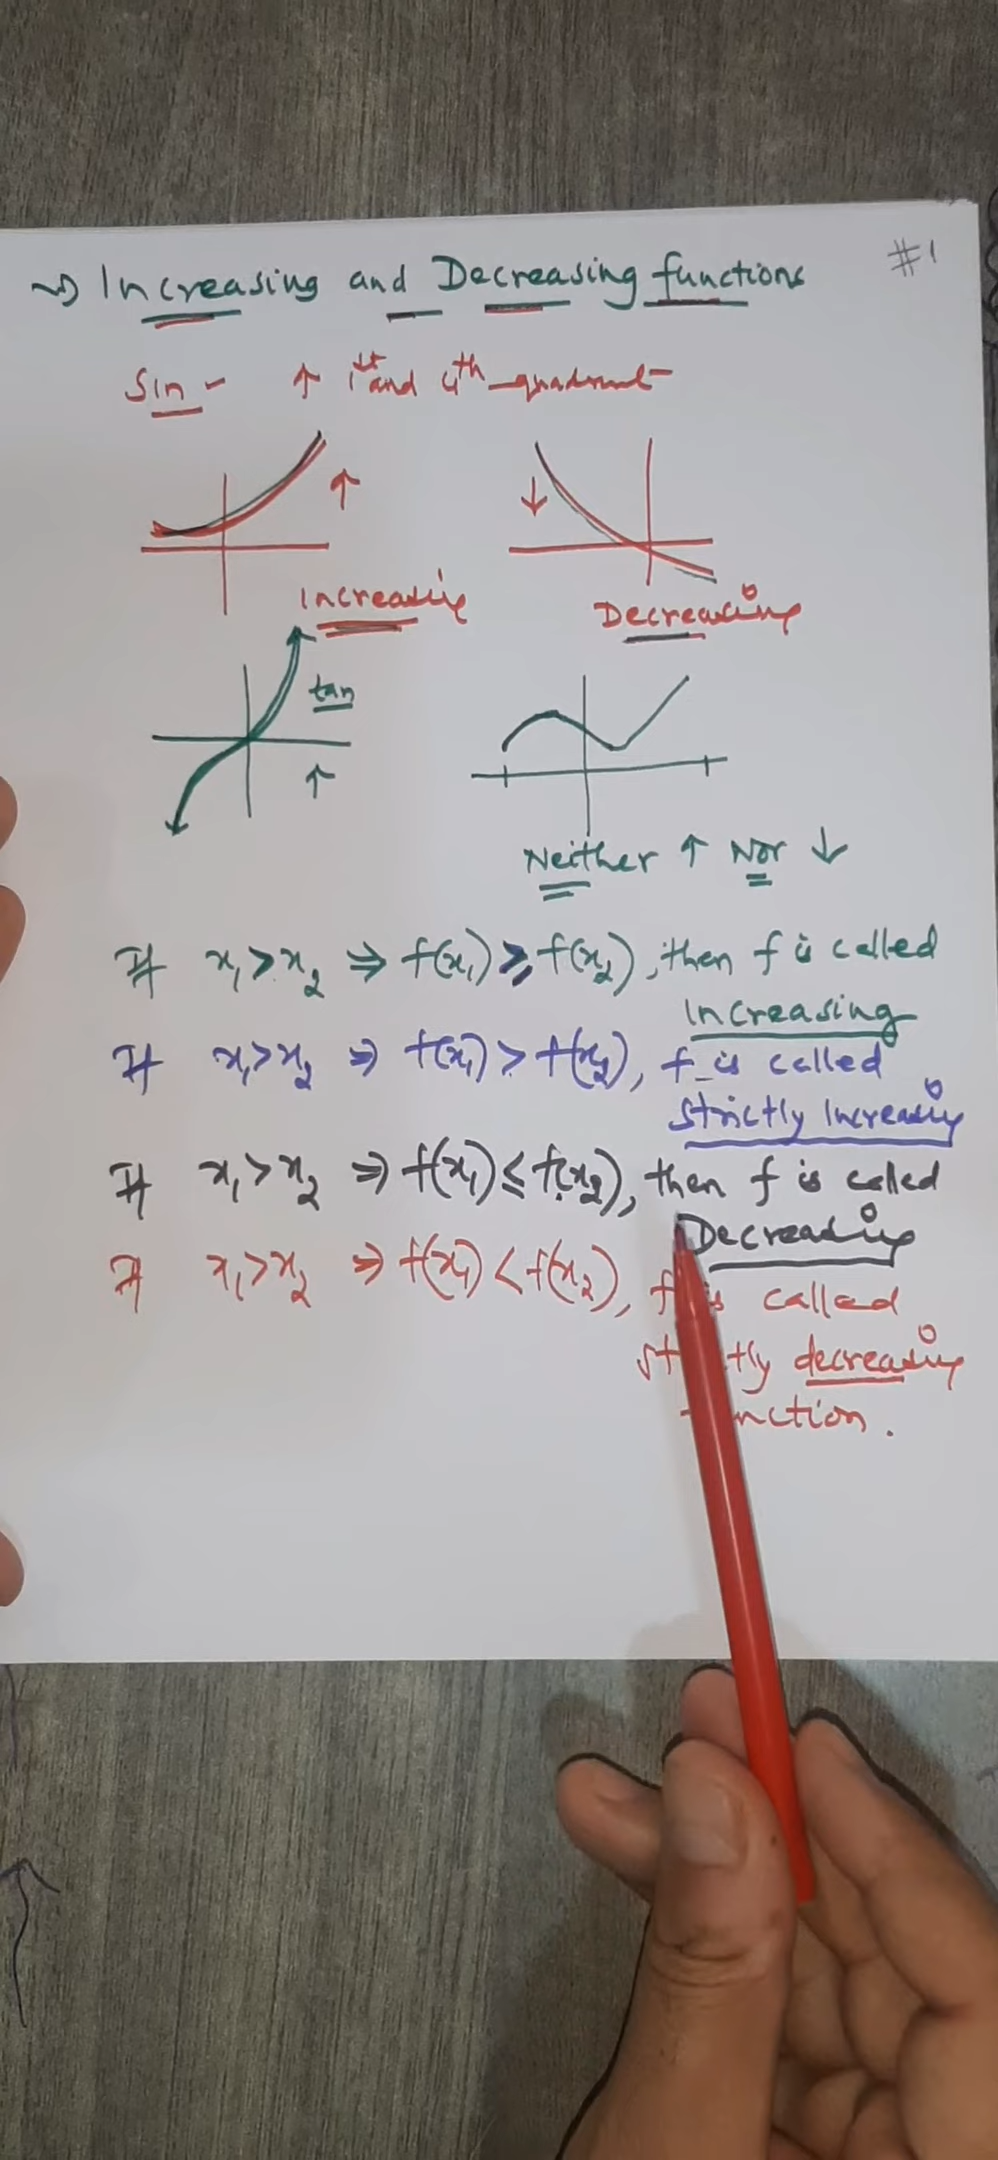 #1
~) Increasing and Decreasing functions
Sin - ↑ 1st and 4th quadrant
↑
↓
Increasing
Decreasing
tan
↑
Neither ↑ Nor ↓
If x₁>x₂ ⇒ f(x₁) ≥ f(x₂), then f is called
Increasing
If x₁>x₂ ⇒ f(x₁) > f(x₂), f is called
Strictly Increasing
If x₁>x₂ ⇒ f(x₁) ≤ f(x₂), then f is called
Decreasing
If x₁>x₂ ⇒ f(x₁) < f(x₂), f is called
decreasing